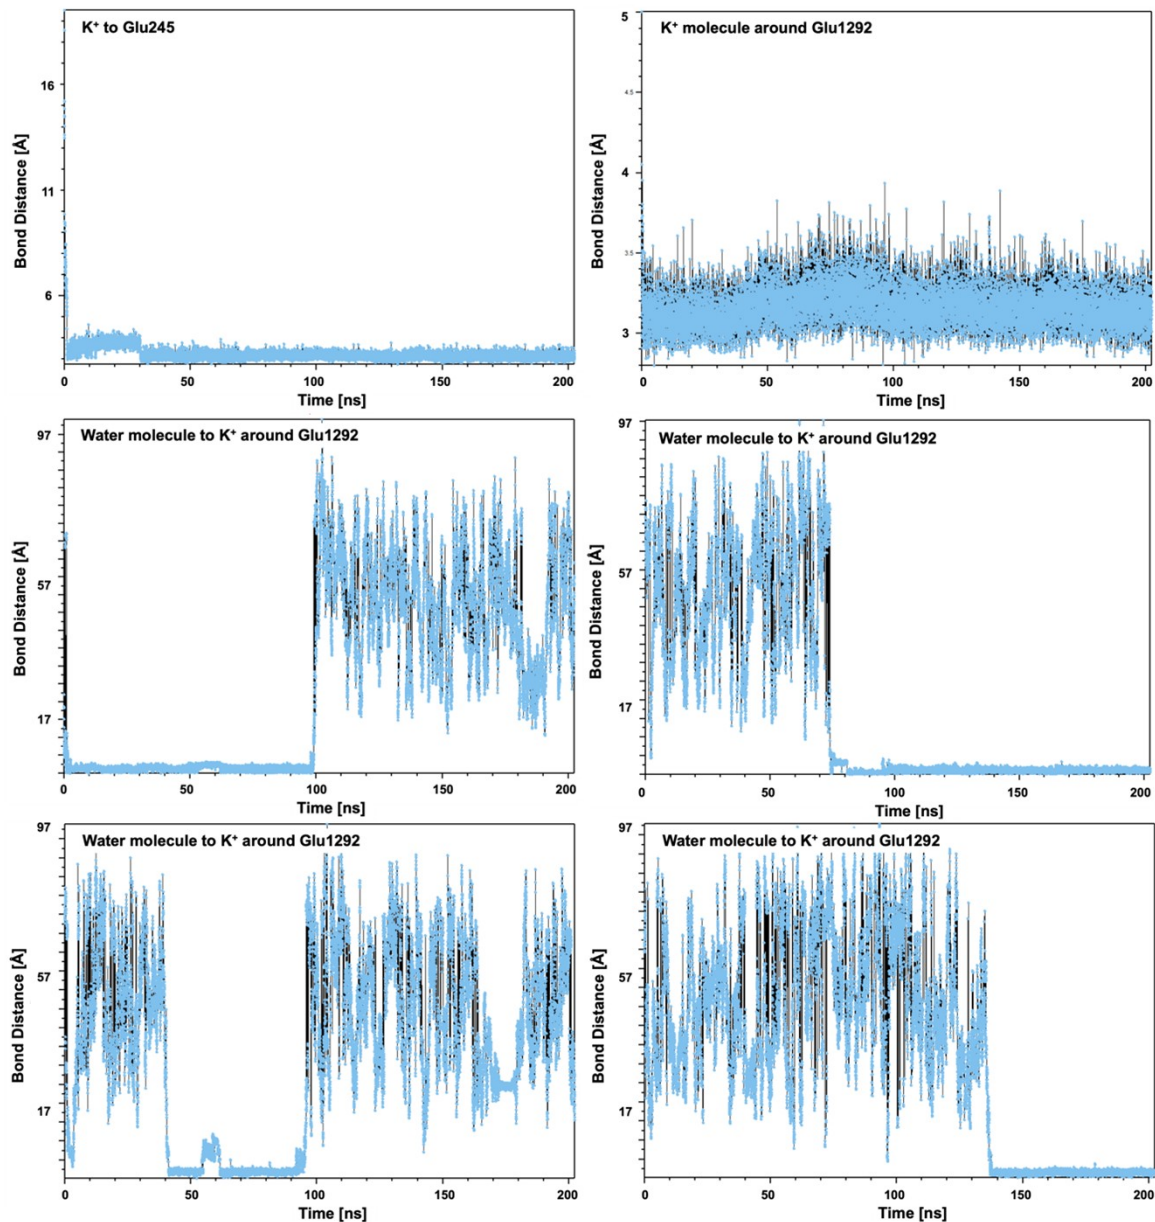 K⁺ to Glu245
16
11
6
Bond Distance [Å]
0 50 100 150 200
Time [ns]
K⁺ molecule around Glu1292
5
4.5
4
3.5
3
Bond Distance [Å]
0 50 100 150 200
Time [ns]
Water molecule to K⁺ around Glu1292
97
57
17
Bond Distance [Å]
0 50 100 150 200
Time [ns]
Water molecule to K⁺ around Glu1292
97
57
17
Bond Distance [Å]
0 50 100 150 200
Time [ns]
Water molecule to K⁺ around Glu1292
97
57
17
Bond Distance [Å]
0 50 100 150 200
Time [ns]
Water molecule to K⁺ around Glu1292
97
57
17
Bond Distance [Å]
0 50 100 150 200
Time [ns]